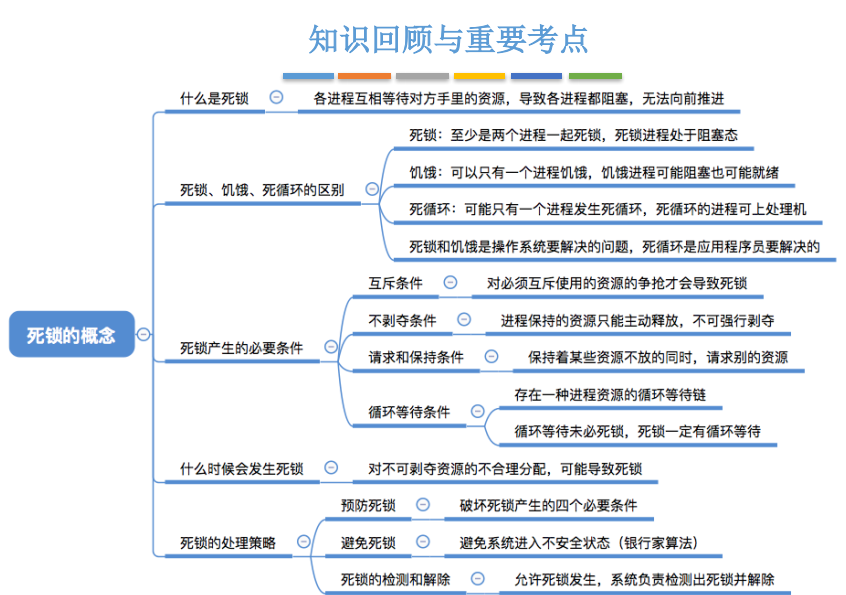 知识回顾与重要考点
什么是死锁
各进程互相等待对方手里的资源，导致各进程都阻塞，无法向前推进
死锁、饥饿、死循环的区别
死锁：至少是两个进程一起死锁，死锁进程处于阻塞态
饥饿：可以只有一个进程饥饿，饥饿进程可能阻塞也可能就绪
死循环：可能只有一个进程发生死循环，死循环的进程可上处理机
死锁和饥饿是操作系统要解决的问题，死循环是应用程序员要解决的
死锁的概念
死锁产生的必要条件
互斥条件
对必须互斥使用的资源的争抢才会导致死锁
不剥夺条件
进程保持的资源只能主动释放，不可强行剥夺
请求和保持条件
保持着某些资源不放的同时，请求别的资源
循环等待条件
存在一种进程资源的循环等待链
循环等待未必死锁，死锁一定有循环等待
什么时候会发生死锁
对不可剥夺资源的不合理分配，可能导致死锁
死锁的处理策略
预防死锁
破坏死锁产生的四个必要条件
避免死锁
避免系统进入不安全状态（银行家算法）
死锁的检测和解除
允许死锁发生，系统负责检测出死锁并解除